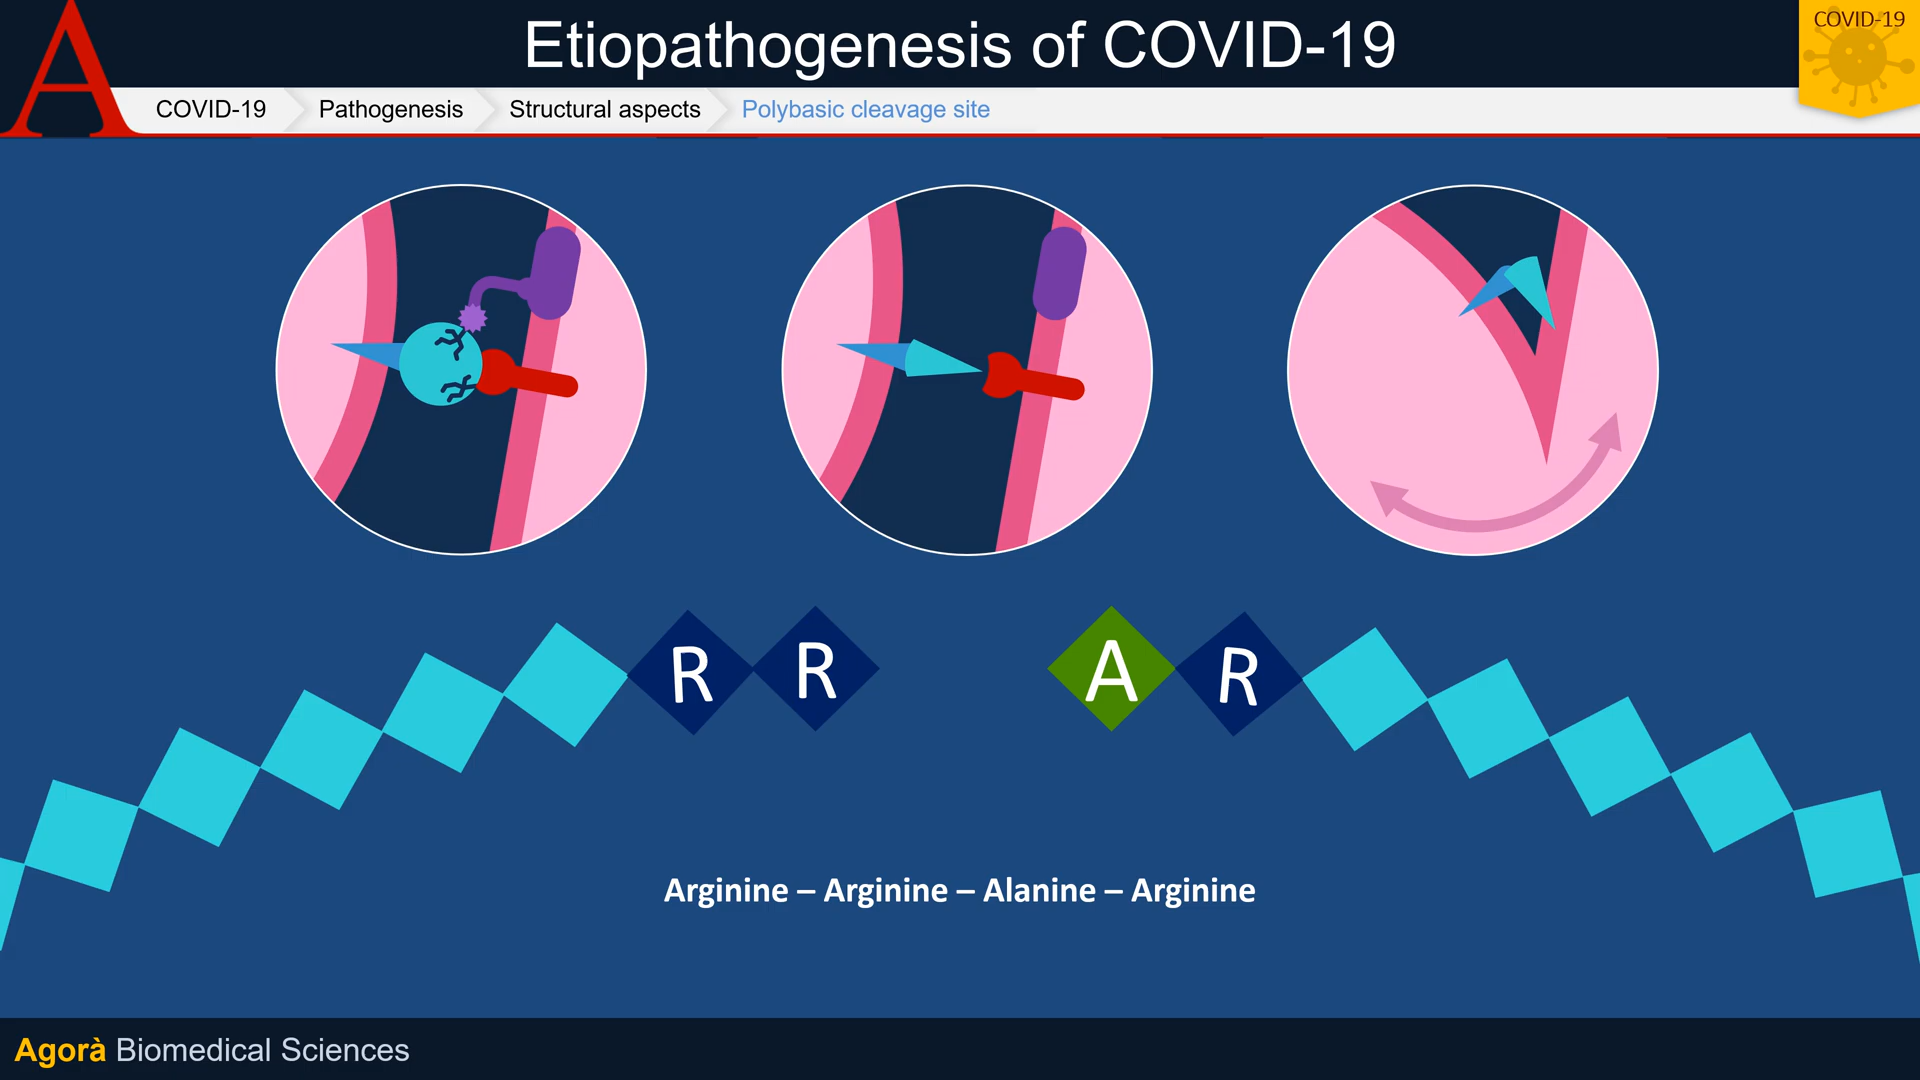 Etiopathogenesis of COVID-19
COVID-19
A
COVID-19 Pathogenesis Structural aspects Polybasic cleavage site
R R A R
Arginine – Arginine – Alanine – Arginine
Agorà Biomedical Sciences